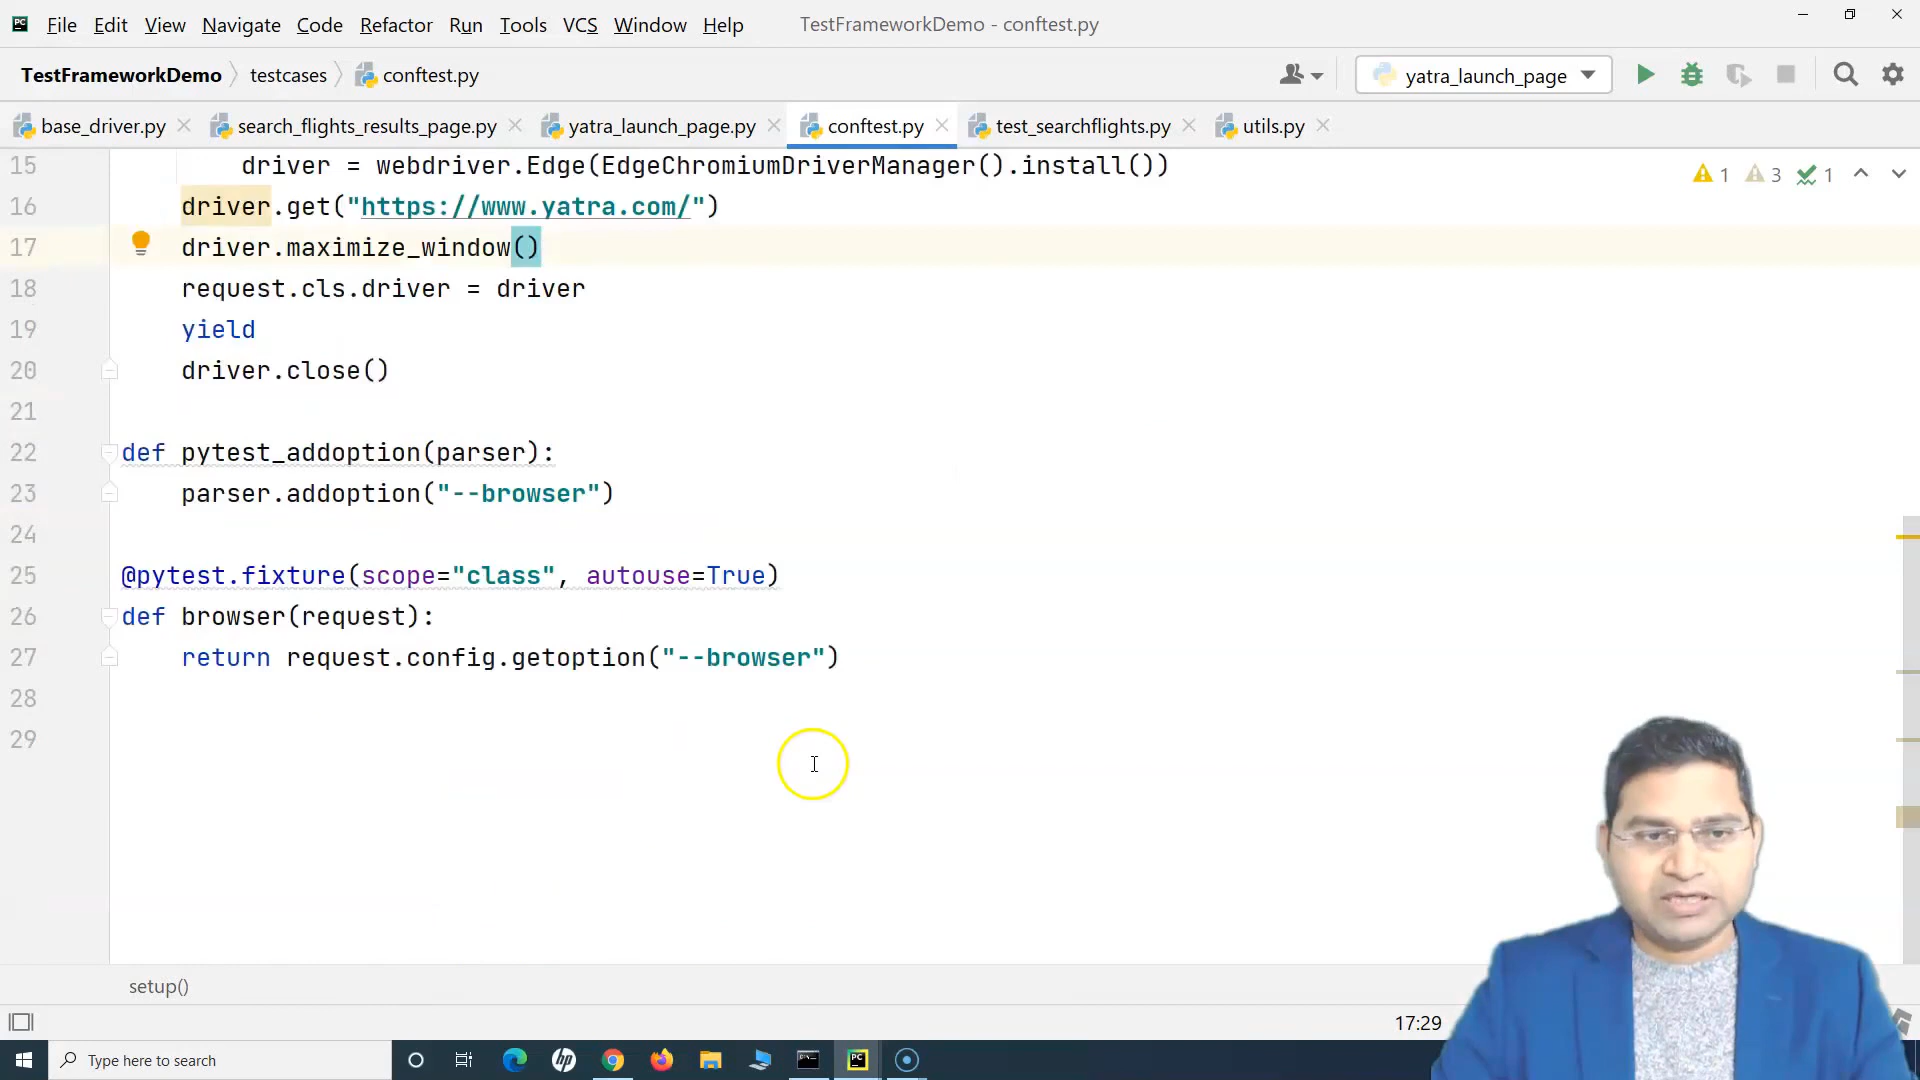 File Edit View Navigate Code Refactor Run Tools VCS Window Help TestFrameworkDemo - conftest.py
TestFrameworkDemo testcases conftest.py yatra_launch_page
base_driver.py search_flights_results_page.py yatra_launch_page.py conftest.py test_searchflights.py utils.py
15 driver = webdriver.Edge(EdgeChromiumDriverManager().install())
1 3 1
16 driver.get("https://www.yatra.com/")
17 driver.maximize_window()
18 request.cls.driver = driver
19 yield
20 driver.close()
21
22 def pytest_addoption(parser):
23 parser.addoption("--browser")
24
25 @pytest.fixture(scope="class", autouse=True)
26 def browser(request):
27 return request.config.getoption("--browser")
28
29
setup()
17:29
Type here to search